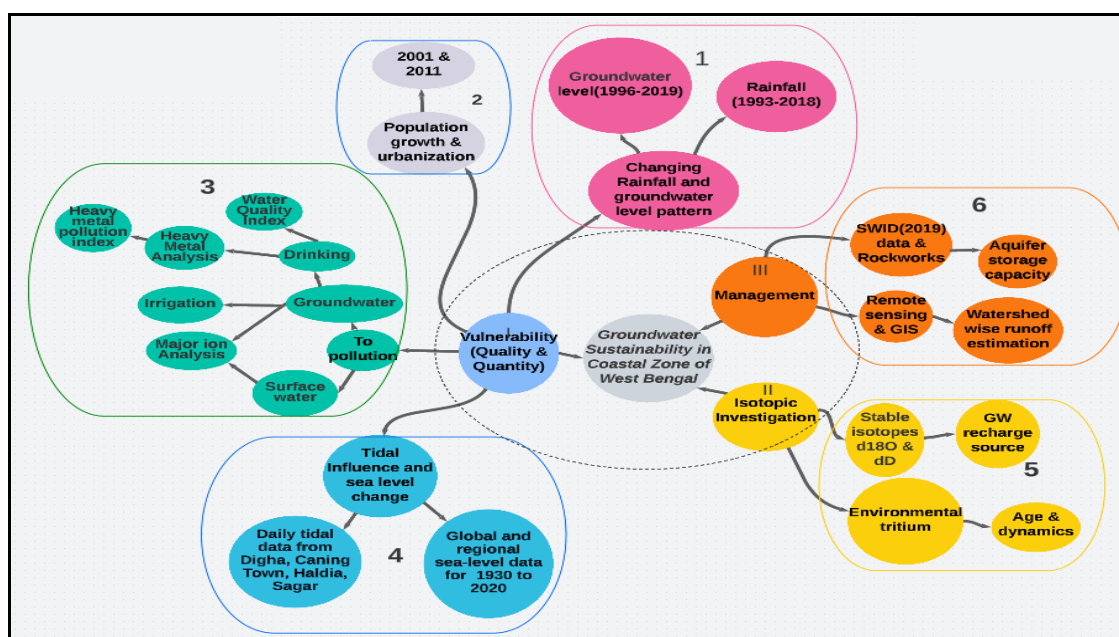 1
Groundwater
level(1996-2019)
Rainfall
(1993-2018)
Changing
Rainfall and
groundwater
level pattern
2001 &
2011
2
Population
growth &
urbanization
3
Water
Quality
Index
Heavy
metal
pollution
index
Heavy
Metal
Analysis
Drinking
Irrigation
Groundwater
Major ion
Analysis
To
pollution
Surface
water
I
Vulnerability
(Quality &
Quantity)
Groundwater
Sustainability in
Coastal Zone of
West Bengal
III
Management
6
SWID(2019)
data &
Rockworks
Aquifer
storage
capacity
Remote
sensing
& GIS
Watershed
wise runoff
estimation
II
Isotopic
Investigation
Stable
isotopes
d18O &
dD
GW
recharge
source
5
Environmental
tritium
Age &
dynamics
Tidal
Influence and
sea level
change
4
Daily tidal
data from
Digha, Caning
Town, Haldia,
Sagar
Global and
regional
sea-level data
for 1930 to
2020